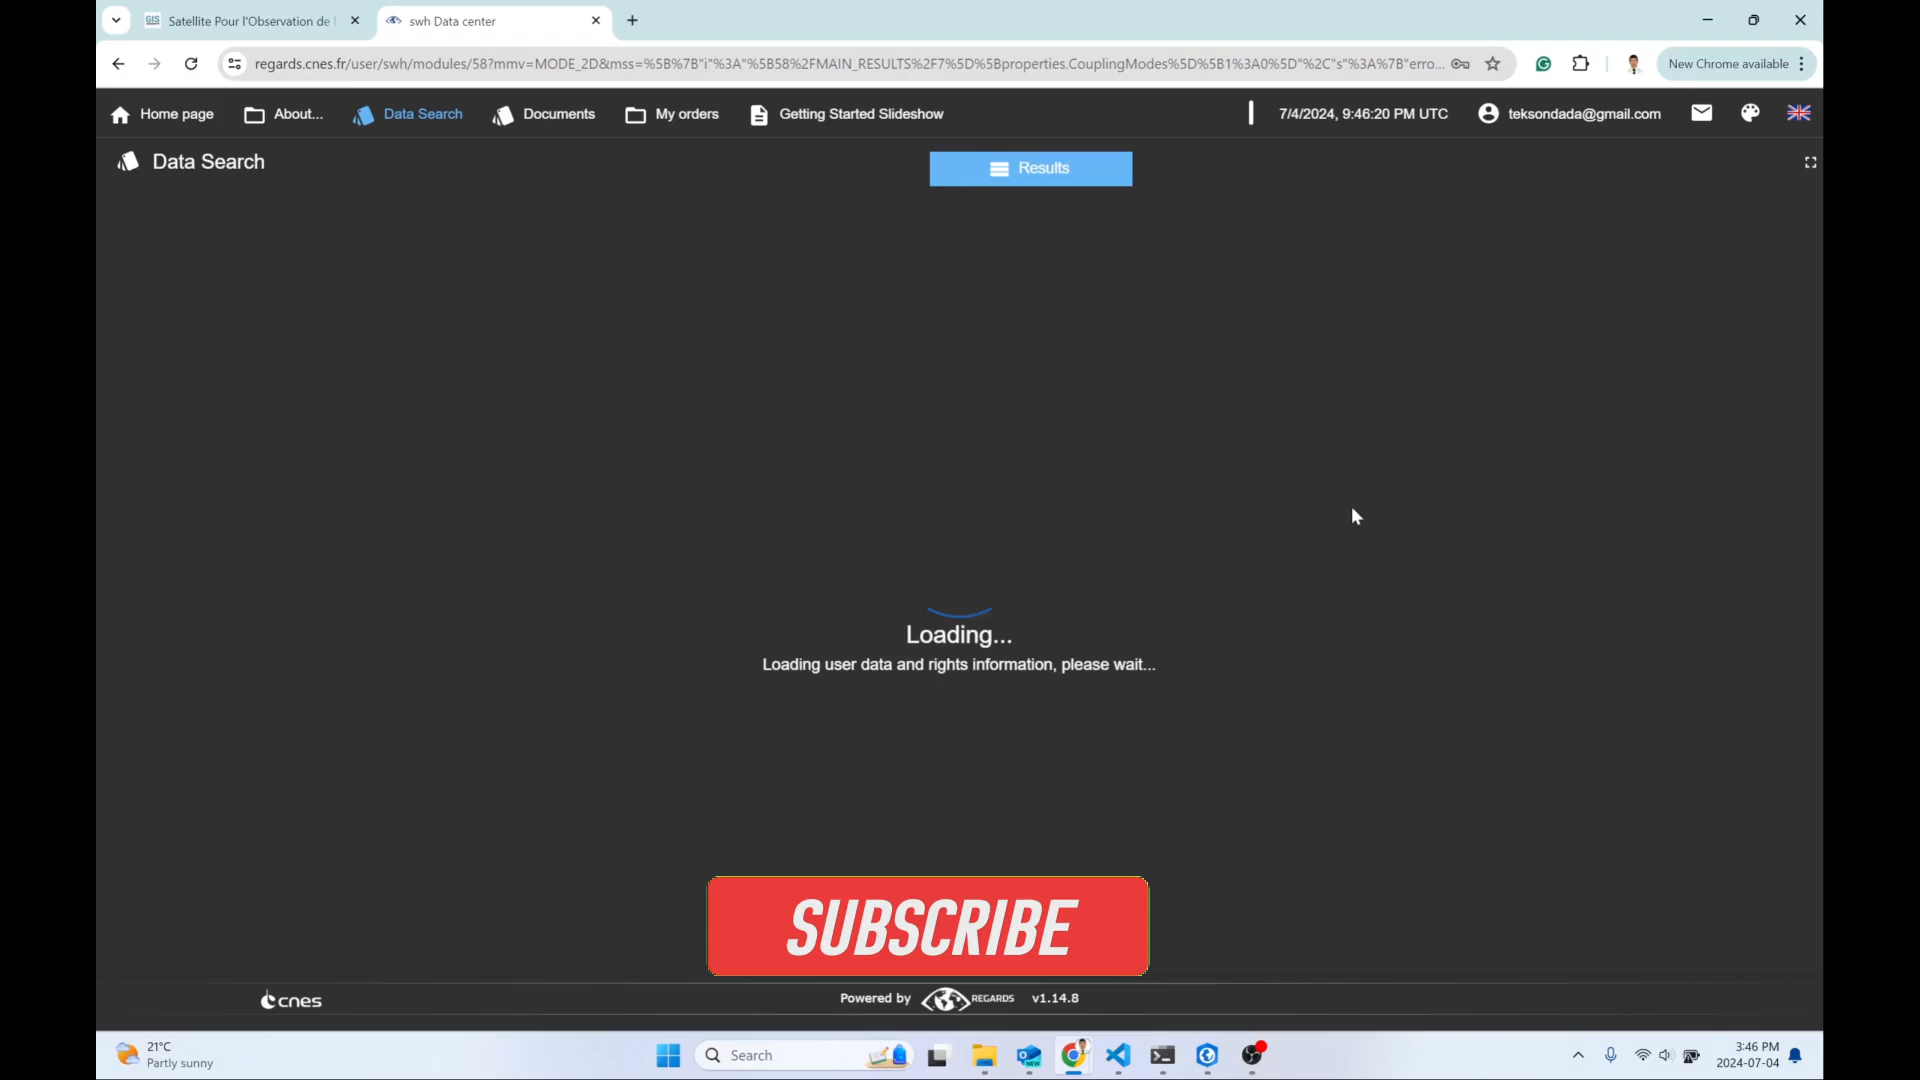 GIS Satellite Pour l'Observation de
swh Data center
regards.cnes.fr/user/swh/modules/58?mmv=MODE_2D&mss=%5B%7B"i"%3A"%5B58%2FMAIN_RESULTS%2F7%5D%5Bproperties.CouplingModes%5D%5B1%3A0%5D"%2C"s"%3A%7B"erro...
New Chrome available
Home page
About...
Data Search
Documents
My orders
Getting Started Slideshow
7/4/2024, 9:46:20 PM UTC
teksondada@gmail.com
Data Search
Results
Loading...
Loading user data and rights information, please wait...
SUBSCRIBE
cnes
Powered by REGARDS v1.14.8
21°C
Partly sunny
Search
NEW
3:46 PM
2024-07-04